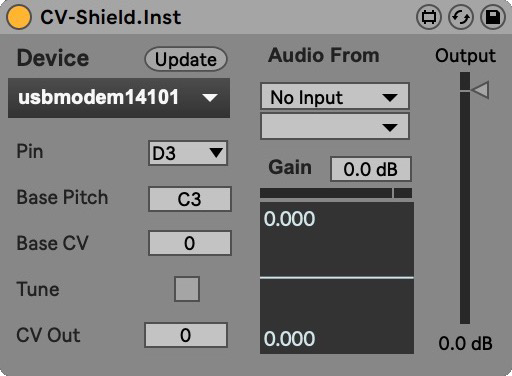 CV-Shield.Inst
Device
Update
usbmodem14101
Pin
D3
Base Pitch
C3
Base CV
0
Tune
CV Out
0
Audio From
No Input
Gain
0.0 dB
0.000
0.000
Output
0.0 dB